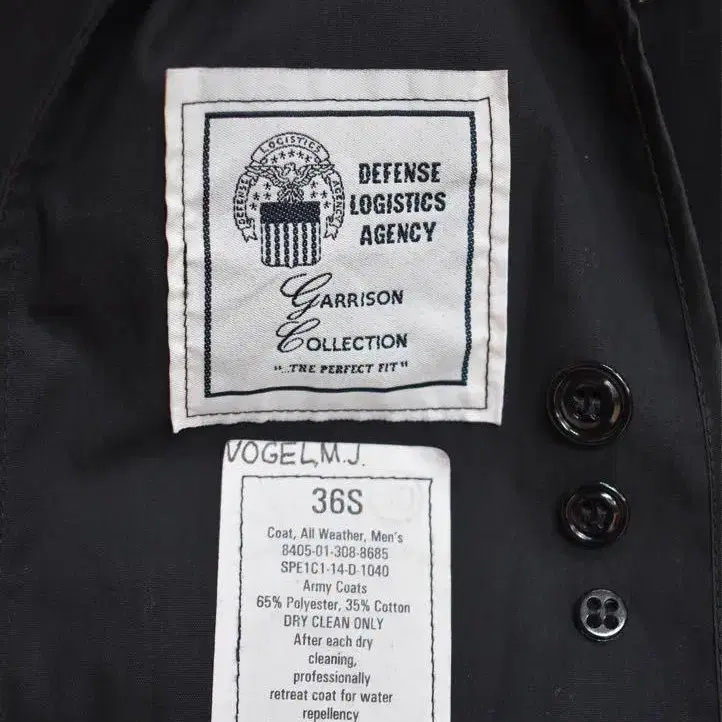 DEFENSE LOGISTICS AGENCY
DEFENSE
LOGISTICS
AGENCY
GARRISON
COLLECTION
"...THE PERFECT FIT"
VOGEL, M.J.
36S
Coat, All Weather, Men's
8405-01-308-8685
SPE1C1-14-D-1040
Army Coats
65% Polyester, 35% Cotton
DRY CLEAN ONLY
After each dry
cleaning,
professionally
retreat coat for water
repellency